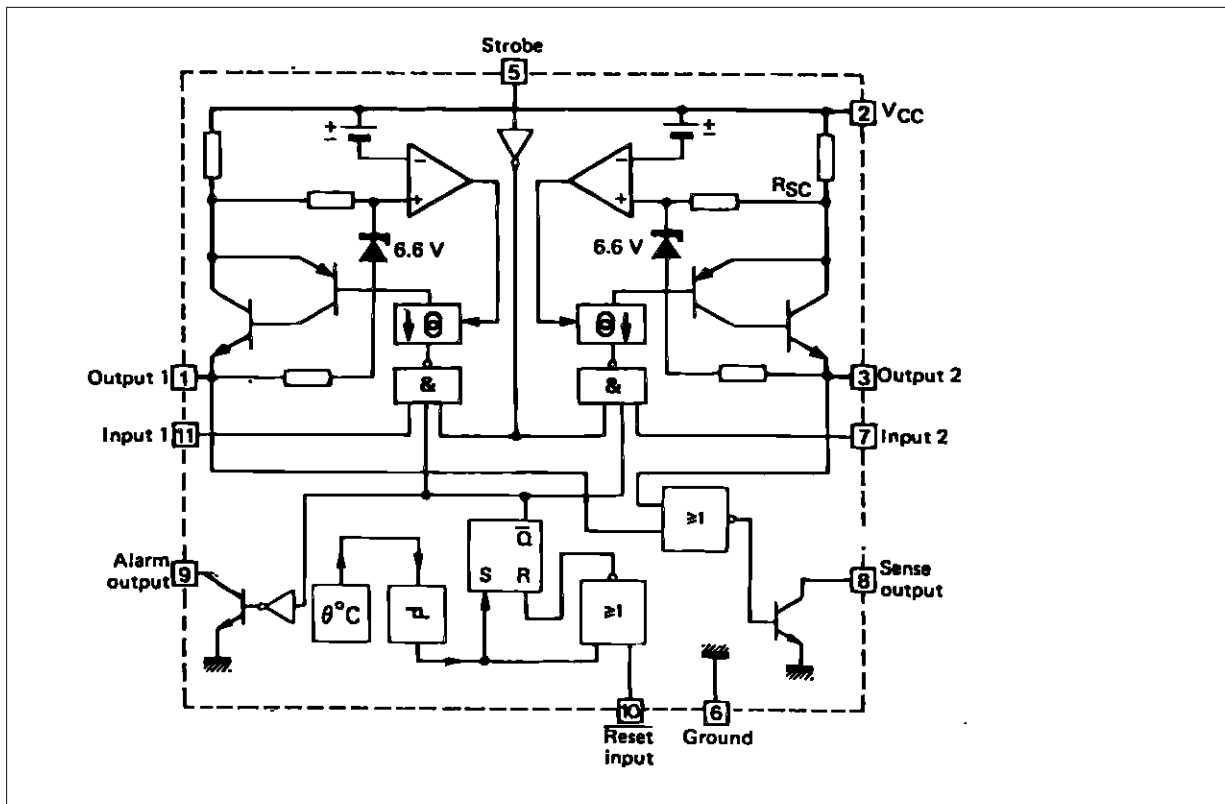 Strobe
5
2 VCC
±
±
−
−
+
+
RSC
6.6 V
6.6 V
θ
θ
Output 1 1
&
&
3 Output 2
Input 1 11
7 Input 2
≥1
Q̅
S R
Alarm
output
9
θ°C
≥1
8
Sense
output
10
6
R̅e̅s̅e̅t̅
input
Ground